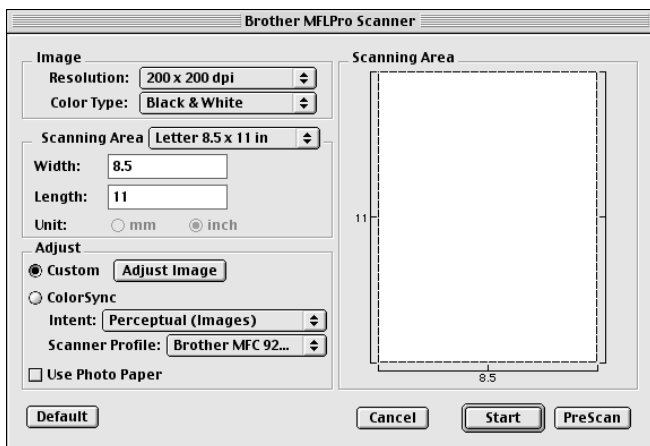 Brother MFLPro Scanner
Image
Resolution: 200 x 200 dpi
Color Type: Black & White
Scanning Area Letter 8.5 x 11 in
Width: 8.5
Length: 11
Unit: mm inch
Adjust
Custom Adjust Image
ColorSync
Intent: Perceptual (Images)
Scanner Profile: Brother MFC 92...
Use Photo Paper
Default
Scanning Area
11
8.5
Cancel Start PreScan